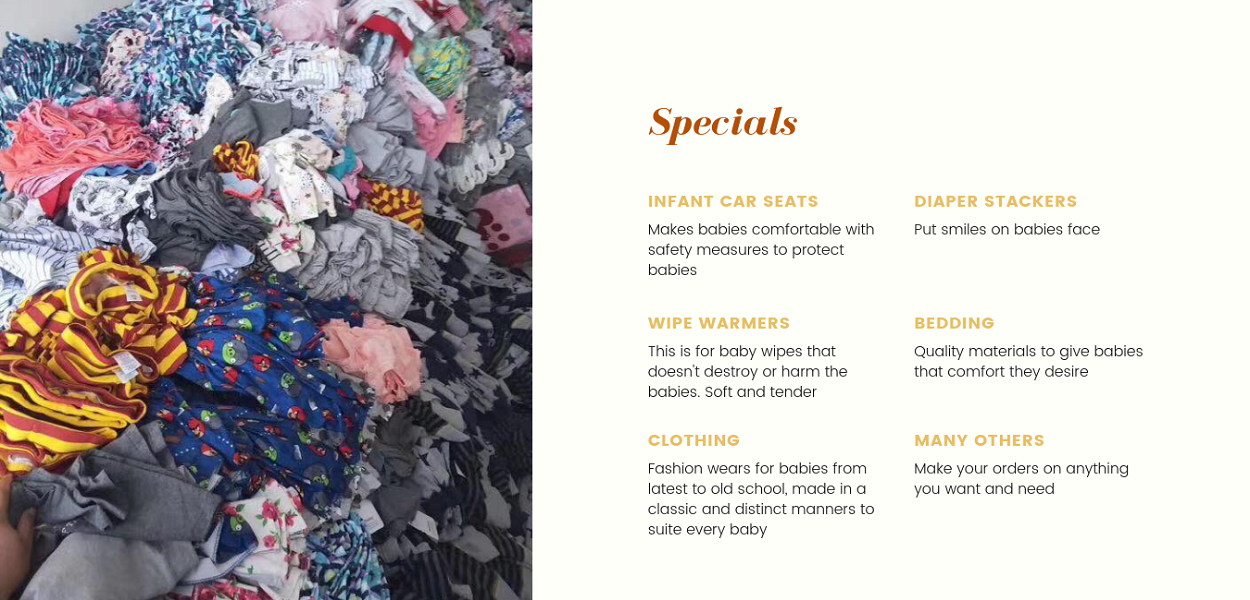 Specials
INFANT CAR SEATS
Makes babies comfortable with
safety measures to protect
babies
DIAPER STACKERS
Put smiles on babies face
WIPE WARMERS
This is for baby wipes that
doesn't destroy or harm the
babies. Soft and tender
BEDDING
Quality materials to give babies
that comfort they desire
CLOTHING
Fashion wears for babies from
latest to old school, made in a
classic and distinct manners to
suite every baby
MANY OTHERS
Make your orders on anything
you want and need